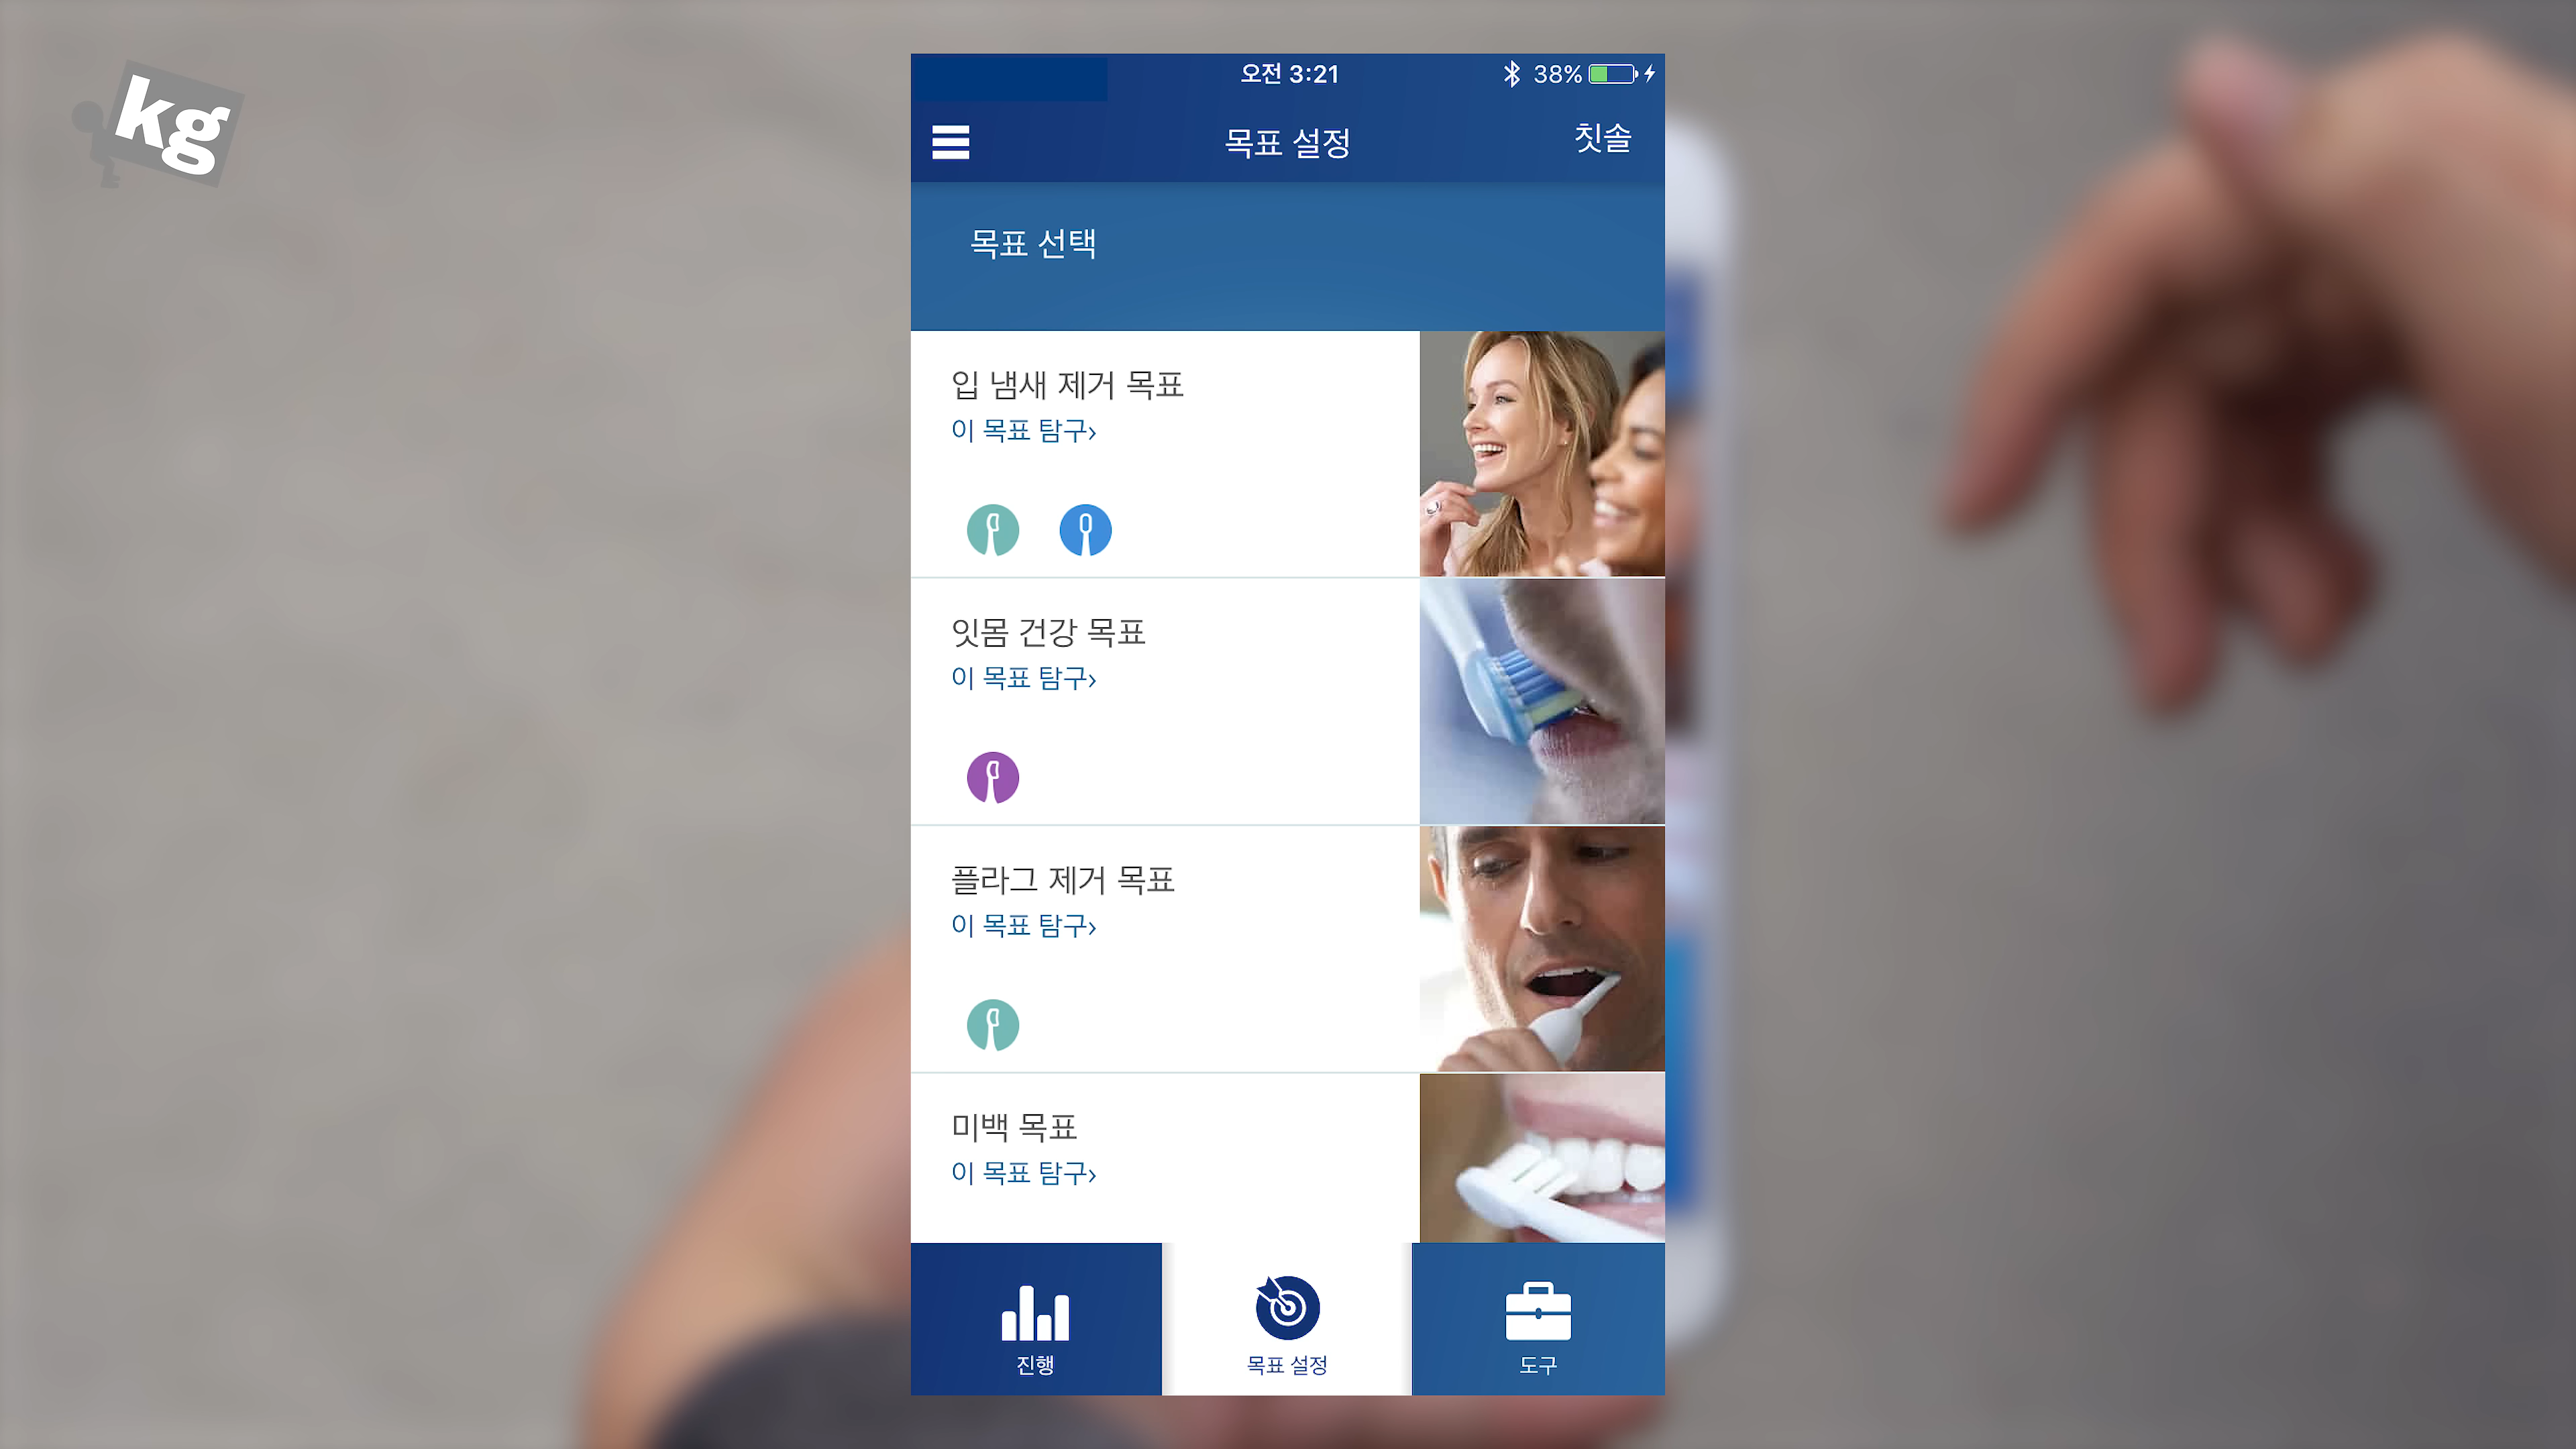 kg
오전 3:21
38%
목표 설정
칫솔
목표 선택
입 냄새 제거 목표
이 목표 탐구›
잇몸 건강 목표
이 목표 탐구›
플라그 제거 목표
이 목표 탐구›
미백 목표
이 목표 탐구›
진행
목표 설정
도구